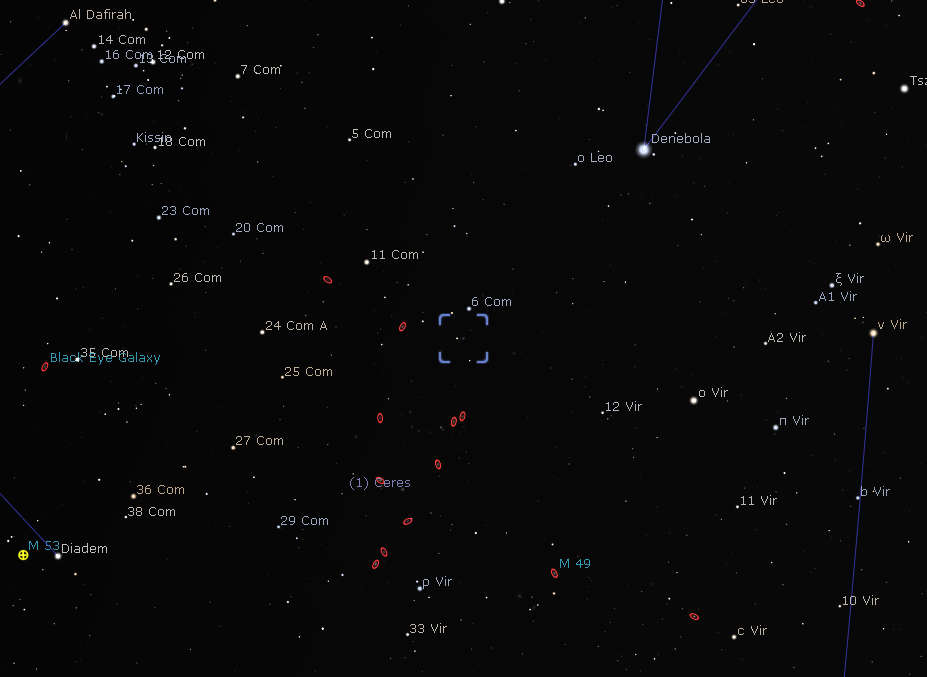 Al Dafirah
03 Leo
14 Com
16 Com
13 Com
12 Com
7 Com
17 Com
5 Com
Denebola
Kissin
18 Com
o Leo
23 Com
20 Com
11 Com
ω Vir
26 Com
ξ Vir
6 Com
A1 Vir
24 Com A
ν Vir
A2 Vir
35 Com
Black Eye Galaxy
25 Com
o Vir
12 Vir
π Vir
27 Com
(1) Ceres
36 Com
b Vir
11 Vir
38 Com
29 Com
M 53
Diadem
M 49
ρ Vir
10 Vir
33 Vir
c Vir